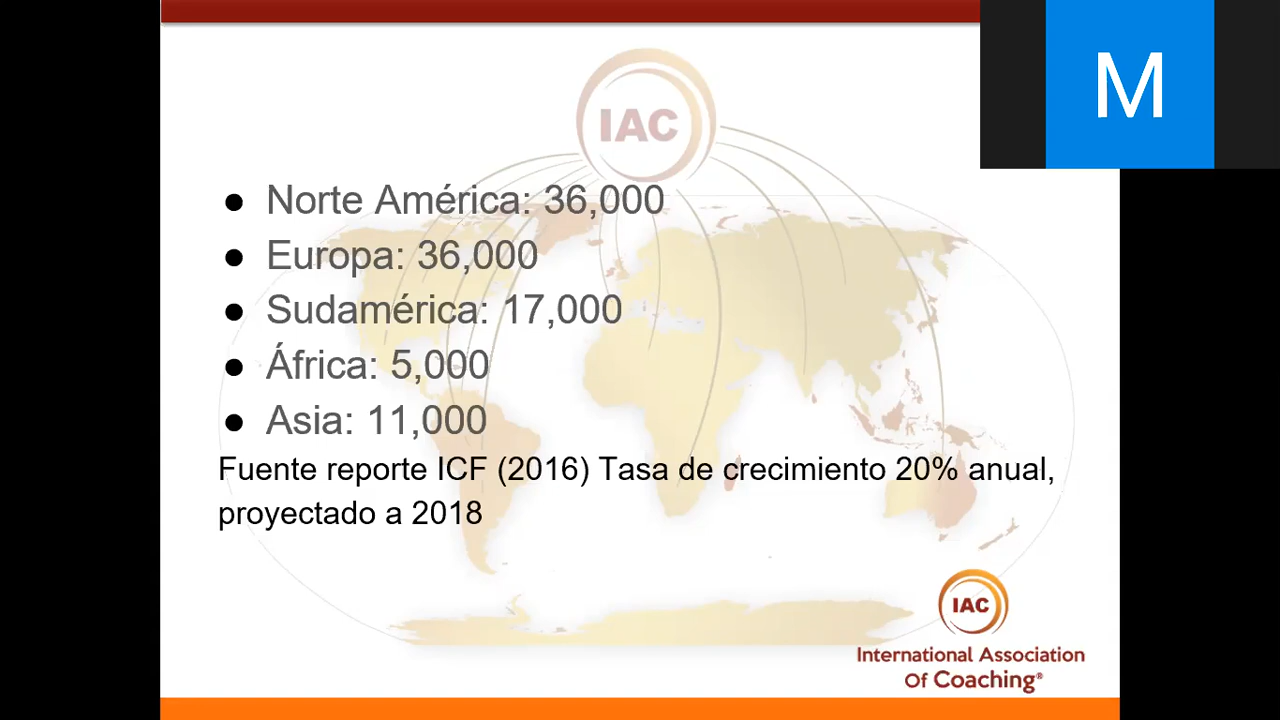 IAC
M
● Norte América: 36,000
● Europa: 36,000
● Sudamérica: 17,000
● África: 5,000
● Asia: 11,000
Fuente reporte ICF (2016) Tasa de crecimiento 20% anual,
proyectado a 2018
IAC
International Association
Of Coaching®